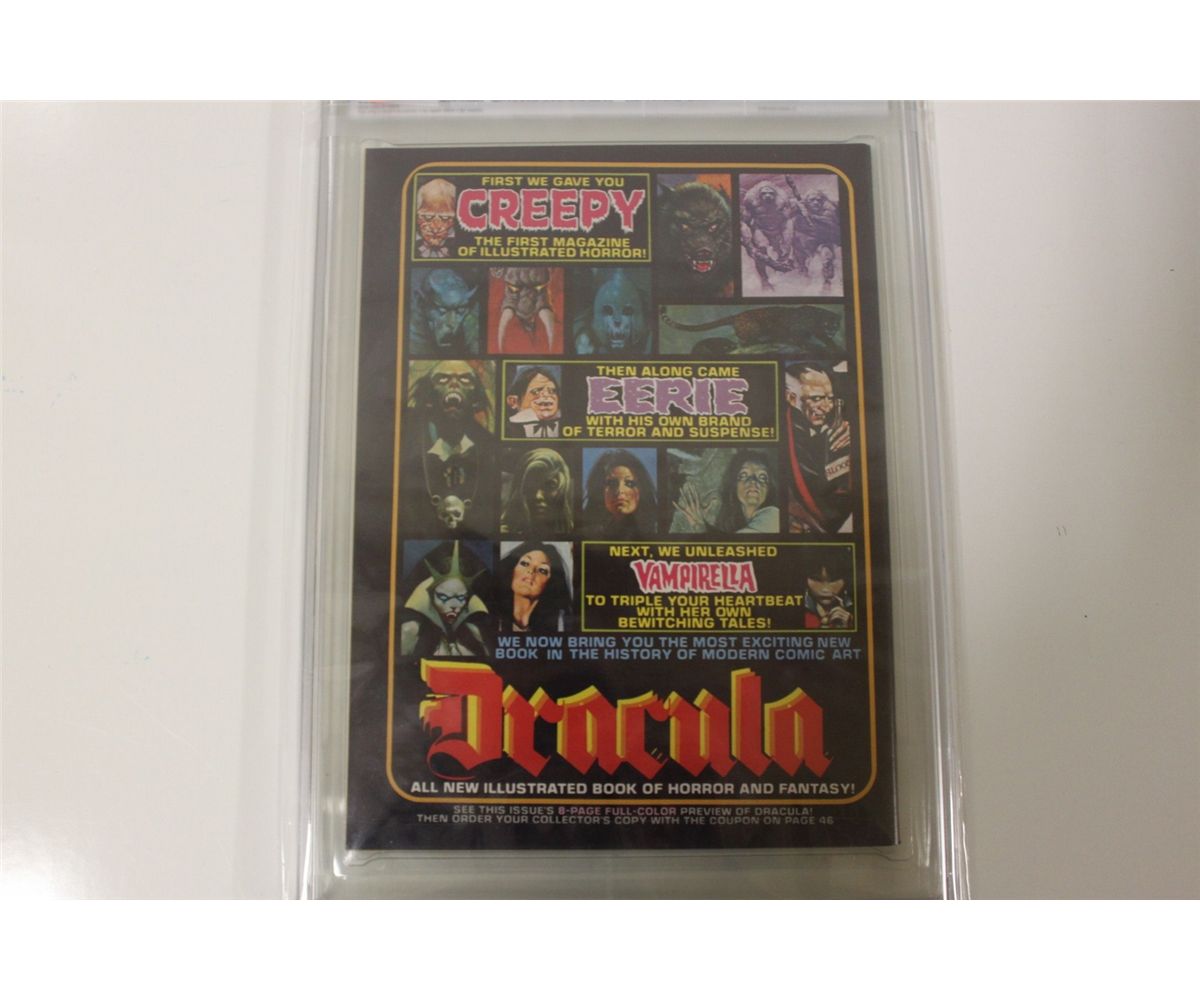 FIRST WE GAVE YOU
CREEPY
THE FIRST MAGAZINE
OF ILLUSTRATED HORROR!
THEN ALONG CAME
EERIE
WITH HIS OWN BRAND
OF TERROR AND SUSPENSE!
NEXT, WE UNLEASHED
VAMPIRELLA
TO TRIPLE YOUR HEARTBEAT
WITH HER OWN
BEWITCHING TALES!
WE NOW BRING YOU THE MOST EXCITING NEW
BOOK IN THE HISTORY OF MODERN COMIC ART
Dracula
ALL NEW ILLUSTRATED BOOK OF HORROR AND FANTASY!
SEE THIS ISSUE'S 8-PAGE FULL-COLOR PREVIEW OF DRACULA!
THEN ORDER YOUR COLLECTOR'S COPY WITH THE COUPON ON PAGE 46